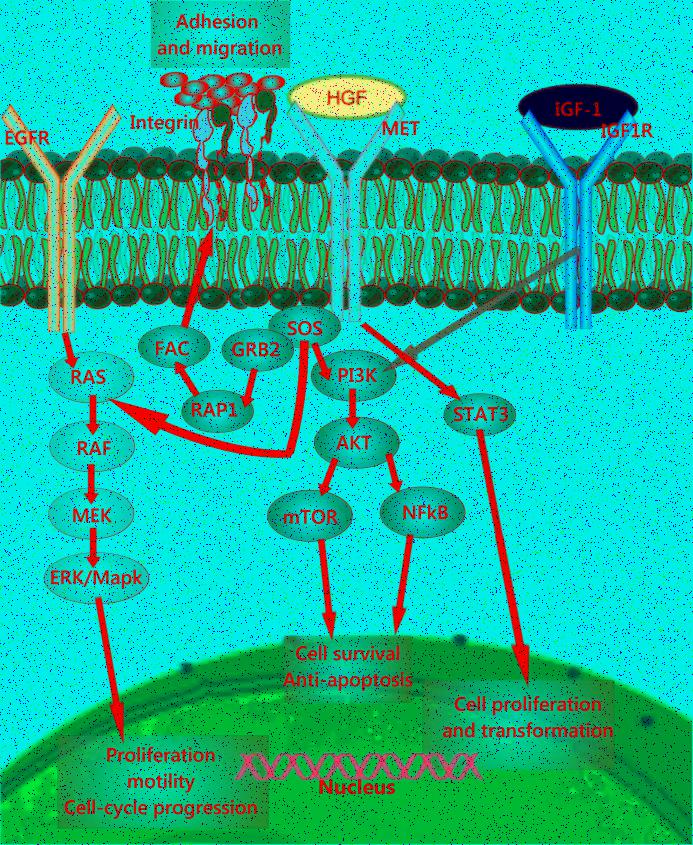 Adhesion
and migration
HGF
iGF-1
EGFR
Integrin
MET
IGF1R
SOS
FAC
GRB2
PI3K
RAS
RAP1
STAT3
RAF
AKT
MEK
mTOR
NFkB
ERK/Mapk
Cell survival
Anti-apoptosis
Cell proliferation
and transformation
Proliferation
motility
Cell-cycle progression
Nucleus